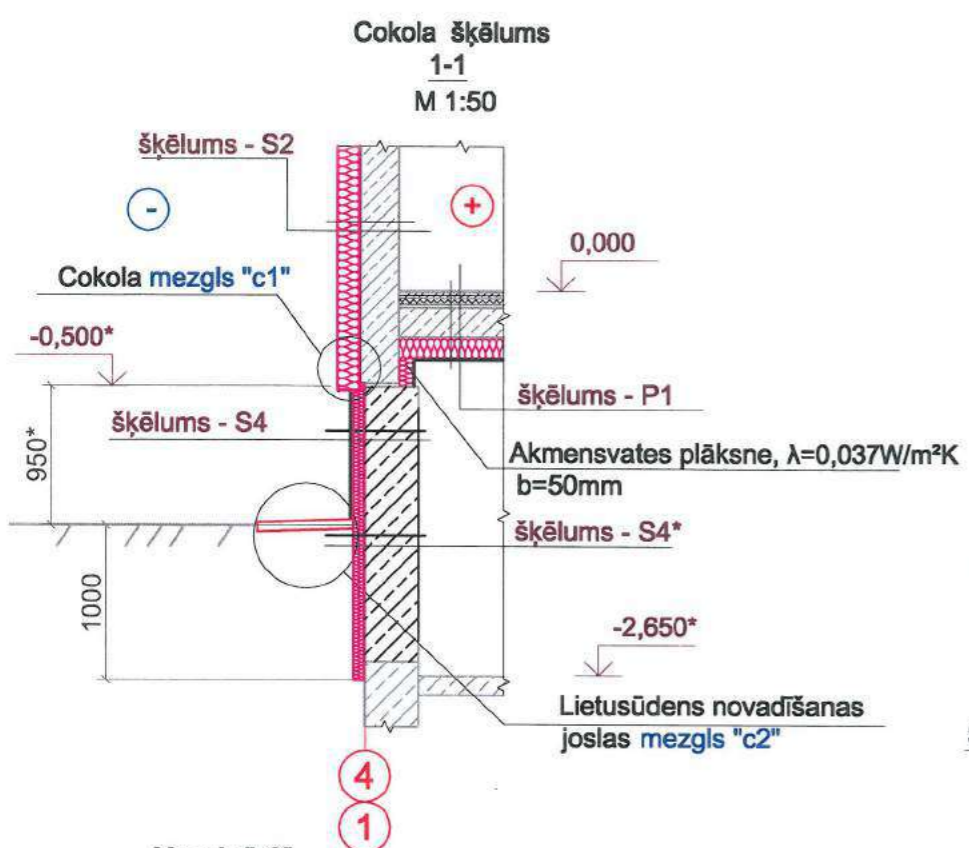 Cokola šķēlums
1-1
M 1:50
šķēlums - S2
-
+
0,000
Cokola mezgls "c1"
-0,500*
šķēlums - P1
šķēlums - S4
950*
Akmensvates plāksne, λ=0,037W/m²K
b=50mm
šķēlums - S4*
1000
-2,650*
Lietusūdens novadīšanas
joslas mezgls "c2"
4
1